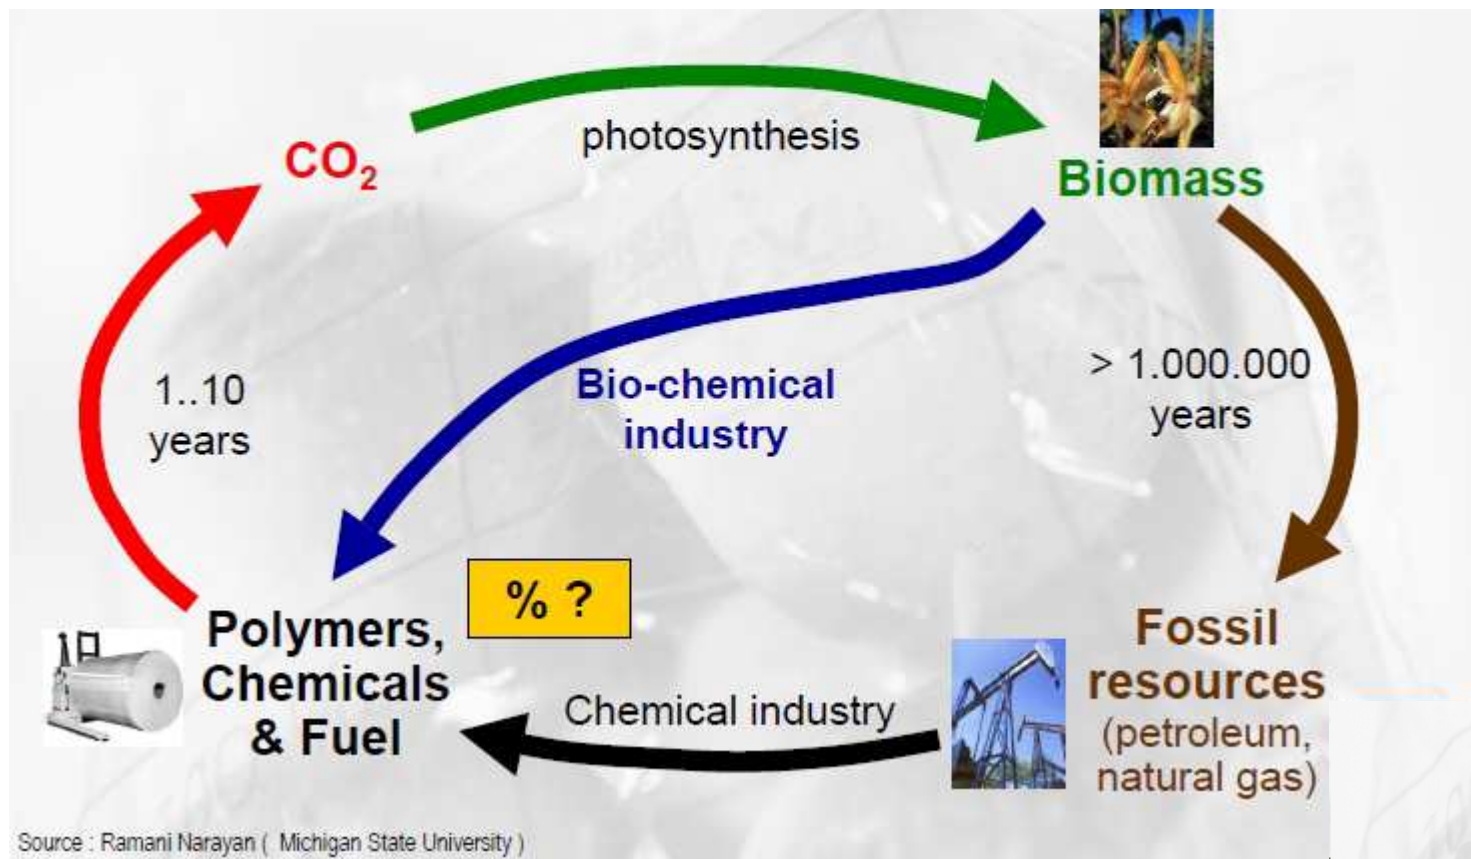 photosynthesis
CO₂
Biomass
> 1.000.000
years
1..10
years
Bio-chemical
industry
% ?
Polymers,
Chemicals
& Fuel
Chemical industry
Fossil
resources
(petroleum,
natural gas)
Source : Ramani Narayan ( Michigan State University )